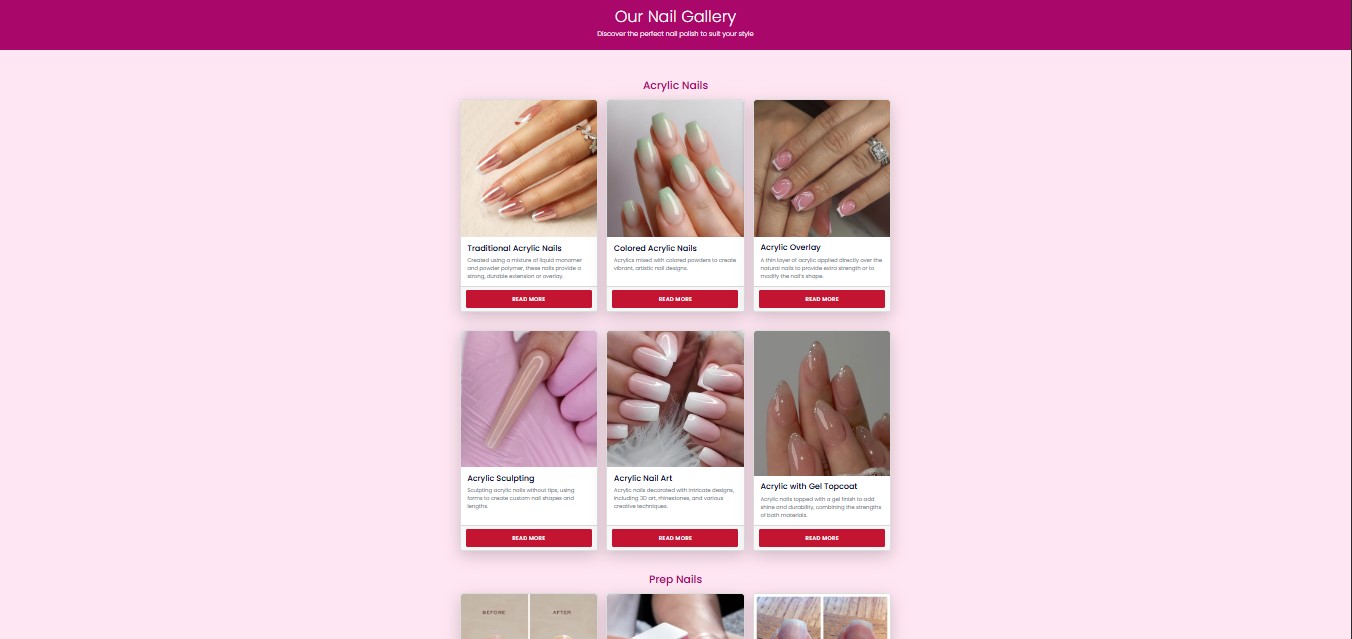 Our Nail Gallery
Discover the perfect nail polish to suit your style
Acrylic Nails
Traditional Acrylic Nails
Created using a mixture of liquid monomer
and powder polymer, these nails provide a
strong, durable extension or overlay.
READ MORE
Colored Acrylic Nails
Acrylics mixed with colored powders to create
vibrant, artistic nail designs.
READ MORE
Acrylic Overlay
A thin layer of acrylic applied directly over the
natural nails to provide extra strength or to
modify the nail's shape.
READ MORE
Acrylic Sculpting
Sculpting acrylic nails without tips, using
forms to create custom nail shapes and
lengths.
READ MORE
Acrylic Nail Art
Acrylic nails decorated with intricate designs,
including 3D art, rhinestones, and various
creative techniques.
READ MORE
Acrylic with Gel Topcoat
Acrylic nails topped with a gel finish to add
shine and durability, combining the strengths
of both materials.
READ MORE
Prep Nails
BEFORE
AFTER